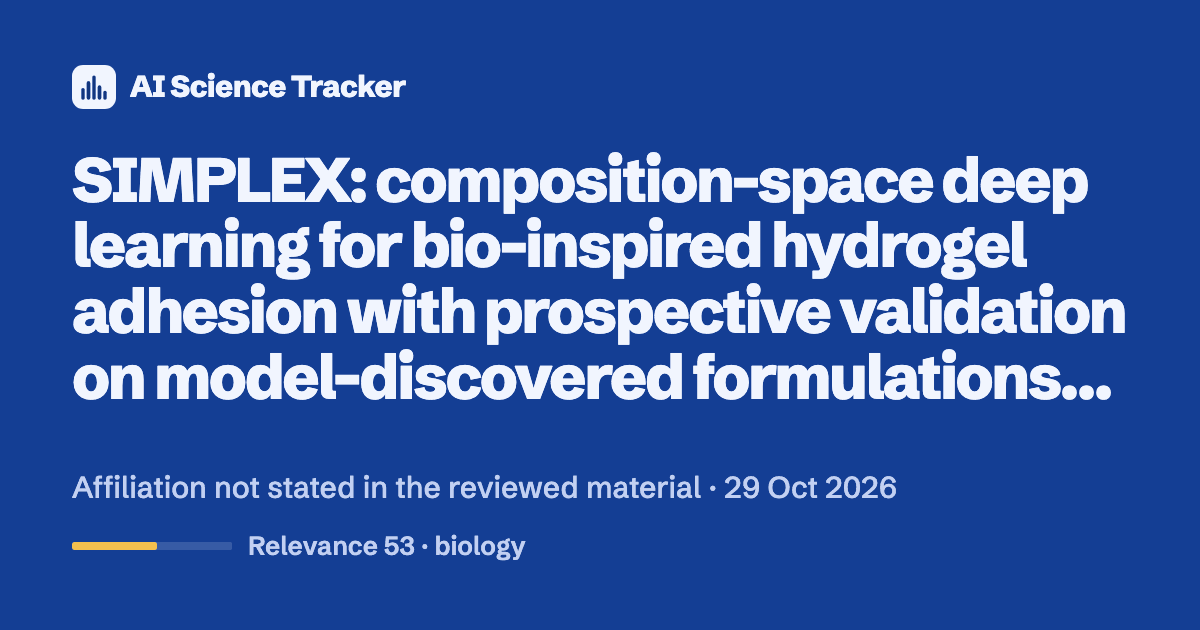 AI Science Tracker
SIMPLEX: composition-space deep
learning for bio-inspired hydrogel
adhesion with prospective validation
on model-discovered formulations...
Affiliation not stated in the reviewed material · 29 Oct 2026
Relevance 53 · biology